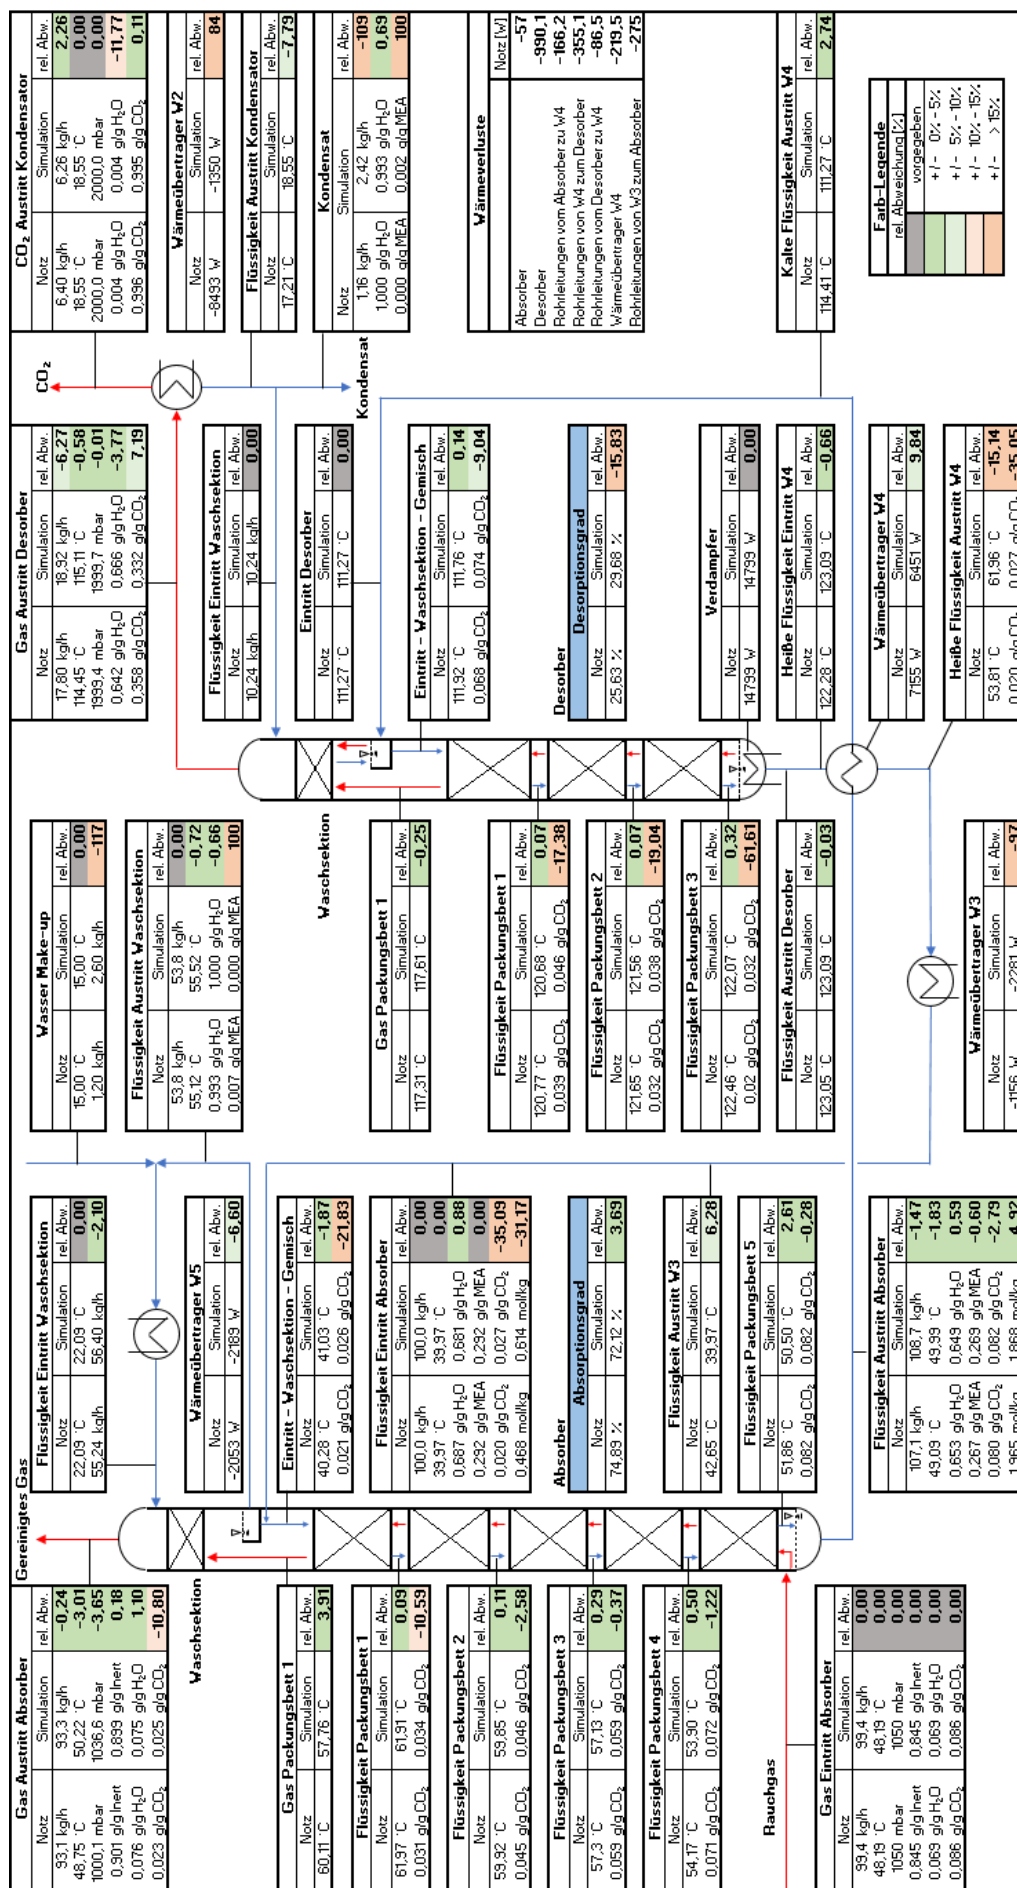 Gas Austritt Absorber
Notz Simulation rel. Abw.
93,1 kg/h 93,3 kg/h -0,24
48,75 °C 50,22 °C -3,01
1000,1 mbar 1036,6 mbar -3,65
0,901 g/g Inert 0,899 g/g Inert 0,18
0,076 g/g H₂O 0,075 g/g H₂O 1,10
0,023 g/g CO₂ 0,025 g/g CO₂ -10,80
Gereinigtes Gas
Waschsektion
Gas Packungsbett 1
Notz Simulation rel. Abw.
60,11 °C 57,76 °C 3,91
Flüssigkeit Packungsbett 1
Notz Simulation rel. Abw.
61,97 °C 61,91 °C 0,09
0,031 g/g CO₂ 0,034 g/g CO₂ -10,59
Flüssigkeit Packungsbett 2
Notz Simulation rel. Abw.
59,92 °C 59,85 °C 0,11
0,045 g/g CO₂ 0,046 g/g CO₂ -2,58
Flüssigkeit Packungsbett 3
Notz Simulation rel. Abw.
57,3 °C 57,13 °C 0,29
0,059 g/g CO₂ 0,059 g/g CO₂ -0,37
Flüssigkeit Packungsbett 4
Notz Simulation rel. Abw.
54,17 °C 53,90 °C 0,50
0,071 g/g CO₂ 0,072 g/g CO₂ -1,22
Rauchgas
Gas Eintritt Absorber
Notz Simulation rel. Abw.
99,4 kg/h 99,4 kg/h 0,00
48,19 °C 48,19 °C 0,00
1050 mbar 1050 mbar 0,00
0,845 g/g Inert 0,845 g/g Inert 0,00
0,069 g/g H₂O 0,069 g/g H₂O 0,00
0,086 g/g CO₂ 0,086 g/g CO₂ 0,00
Flüssigkeit Eintritt Waschsektion
Notz Simulation rel. Abw.
22,09 °C 22,09 °C 0,00
55,24 kg/h 56,40 kg/h -2,10
Wärmeübertrager W5
Notz Simulation rel. Abw.
-2053 W -2189 W -6,60
Eintritt - Waschsektion - Gemisch
Notz Simulation rel. Abw.
40,28 °C 41,03 °C -1,87
0,021 g/g CO₂ 0,026 g/g CO₂ -21,83
Flüssigkeit Eintritt Absorber
Notz Simulation rel. Abw.
100,0 kg/h 100,0 kg/h 0,00
39,97 °C 39,97 °C 0,00
0,687 g/g H₂O 0,681 g/g H₂O 0,88
0,292 g/g MEA 0,292 g/g MEA 0,00
0,020 g/g CO₂ 0,027 g/g CO₂ -35,09
0,468 mol/kg 0,614 mol/kg -31,17
Absorber
Absorptionsgrad
Notz Simulation rel. Abw.
74,89 % 72,12 % 3,69
Flüssigkeit Austritt W3
Notz Simulation rel. Abw.
42,65 °C 39,97 °C 6,28
Flüssigkeit Packungsbett 5
Notz Simulation rel. Abw.
51,86 °C 50,50 °C 2,61
0,082 g/g CO₂ 0,082 g/g CO₂ -0,28
Flüssigkeit Austritt Absorber
Notz Simulation rel. Abw.
107,1 kg/h 108,7 kg/h -1,47
49,09 °C 49,99 °C -1,83
0,653 g/g H₂O 0,649 g/g H₂O 0,59
0,267 g/g MEA 0,269 g/g MEA -0,60
0,080 g/g CO₂ 0,082 g/g CO₂ -2,79
1,965 mol/kg 1,868 mol/kg 4,92
Wasser Make-up
Notz Simulation rel. Abw.
15,00 °C 15,00 °C 0,00
1,20 kg/h 2,60 kg/h -117
Flüssigkeit Austritt Waschsektion
Notz Simulation rel. Abw.
53,8 kg/h 53,8 kg/h 0,00
55,12 °C 55,52 °C -0,72
0,993 g/g H₂O 1,000 g/g H₂O -0,66
0,007 g/g MEA 0,000 g/g MEA 100
Waschsektion
Gas Packungsbett 1
Notz Simulation rel. Abw.
117,31 °C 117,61 °C -0,25
Flüssigkeit Packungsbett 1
Notz Simulation rel. Abw.
120,77 °C 120,68 °C 0,07
0,039 g/g CO₂ 0,046 g/g CO₂ -17,38
Flüssigkeit Packungsbett 2
Notz Simulation rel. Abw.
121,65 °C 121,56 °C 0,07
0,032 g/g CO₂ 0,038 g/g CO₂ -19,04
Flüssigkeit Packungsbett 3
Notz Simulation rel. Abw.
122,46 °C 122,07 °C 0,32
0,02 g/g CO₂ 0,032 g/g CO₂ -61,61
Flüssigkeit Austritt Desorber
Notz Simulation rel. Abw.
123,05 °C 123,09 °C -0,03
Wärmeübertrager W3
Notz Simulation rel. Abw.
-1156 W -2281 W -97
Gas Austritt Desorber
Notz Simulation rel. Abw.
17,80 kg/h 18,92 kg/h -6,27
114,45 °C 115,11 °C -0,58
1999,4 mbar 1999,7 mbar -0,01
0,642 g/g H₂O 0,666 g/g H₂O -3,77
0,358 g/g CO₂ 0,332 g/g CO₂ 7,19
Flüssigkeit Eintritt Waschsektion
Notz Simulation rel. Abw.
10,24 kg/h 10,24 kg/h 0,00
Eintritt Desorber
Notz Simulation rel. Abw.
111,27 °C 111,27 °C 0,00
Eintritt - Waschsektion - Gemisch
Notz Simulation rel. Abw.
111,92 °C 111,76 °C 0,14
0,068 g/g CO₂ 0,074 g/g CO₂ -9,04
Desorber
Desorptionsgrad
Notz Simulation rel. Abw.
25,63 % 29,68 % -15,83
Verdampfer
Notz Simulation rel. Abw.
14799 W 14799 W 0,00
Heiße Flüssigkeit Eintritt W4
Notz Simulation rel. Abw.
122,28 °C 123,09 °C -0,66
Wärmeübertrager W4
Notz Simulation rel. Abw.
7155 W 6451 W 9,84
Heiße Flüssigkeit Austritt W4
Notz Simulation rel. Abw.
53,81 °C 61,96 °C -15,14
0,020 g/g CO₂ 0,027 g/g CO₂ -35,05
CO₂
Kondensat
CO₂ Austritt Kondensator
Notz Simulation rel. Abw.
6,40 kg/h 6,26 kg/h 2,26
18,55 °C 18,55 °C 0,00
2000,0 mbar 2000,0 mbar 0,00
0,004 g/g H₂O 0,004 g/g H₂O -11,77
0,996 g/g CO₂ 0,995 g/g CO₂ 0,11
Wärmeübertrager W2
Notz Simulation rel. Abw.
-8493 W -1350 W 84
Flüssigkeit Austritt Kondensator
Notz Simulation rel. Abw.
17,21 °C 18,55 °C -7,79
Kondensat
Notz Simulation rel. Abw.
1,16 kg/h 2,42 kg/h -109
1,000 g/g H₂O 0,993 g/g H₂O 0,69
0,000 g/g MEA 0,002 g/g MEA 100
Wärmeverluste
Notz [W]
Absorber -57
Desorber -990,1
Rohrleitungen vom Absorber zu W4 -166,2
Rohrleitungen von W4 zum Desorber -355,1
Rohrleitungen vom Desorber zu W4 -86,5
Wärmeübertrager W4 -219,5
Rohrleitungen von W3 zum Absorber -275
Kalte Flüssigkeit Austritt W4
Notz Simulation rel. Abw.
114,41 °C 111,27 °C 2,74
Farb-Legende
rel. Abweichung [%]
vorgegeben
+/- 0% - 5%
+/- 5% - 10%
+/- 10% - 15%
+/- > 15%